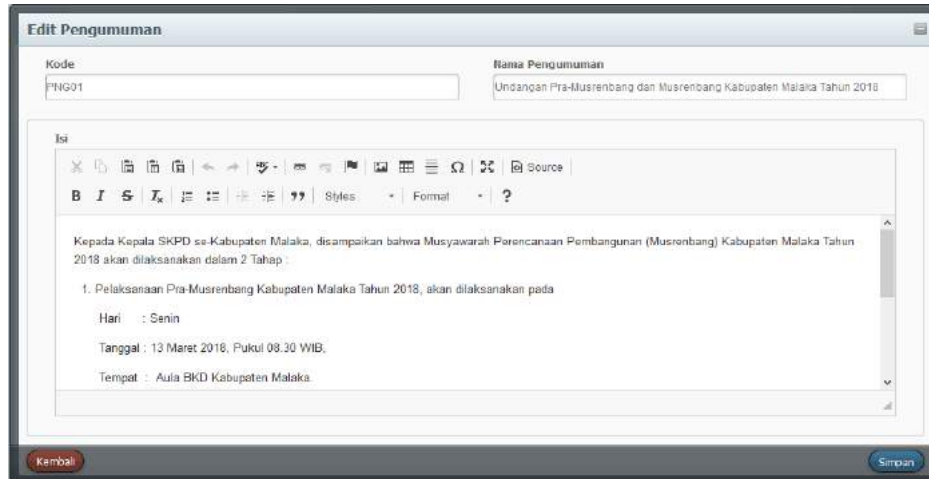 Edit Pengumuman
Kode
Nama Pengumuman
PNG01
Undangan Pra-Musrenbang dan Musrenbang Kabupaten Malaka Tahun 2018
Isi
Source
B I S Ix Styles Format ?
Kepada Kepala SKPD se-Kabupaten Malaka, disampaikan bahwa Musyawarah Perencanaan Pembangunan (Musrenbang) Kabupaten Malaka Tahun
2018 akan dilaksanakan dalam 2 Tahap :
1. Pelaksanaan Pra-Musrenbang Kabupaten Malaka Tahun 2018, akan dilaksanakan pada
Hari : Senin
Tanggal : 13 Maret 2018, Pukul 08.30 WIB,
Tempat : Aula BKD Kabupaten Malaka.
Kembali
Simpan